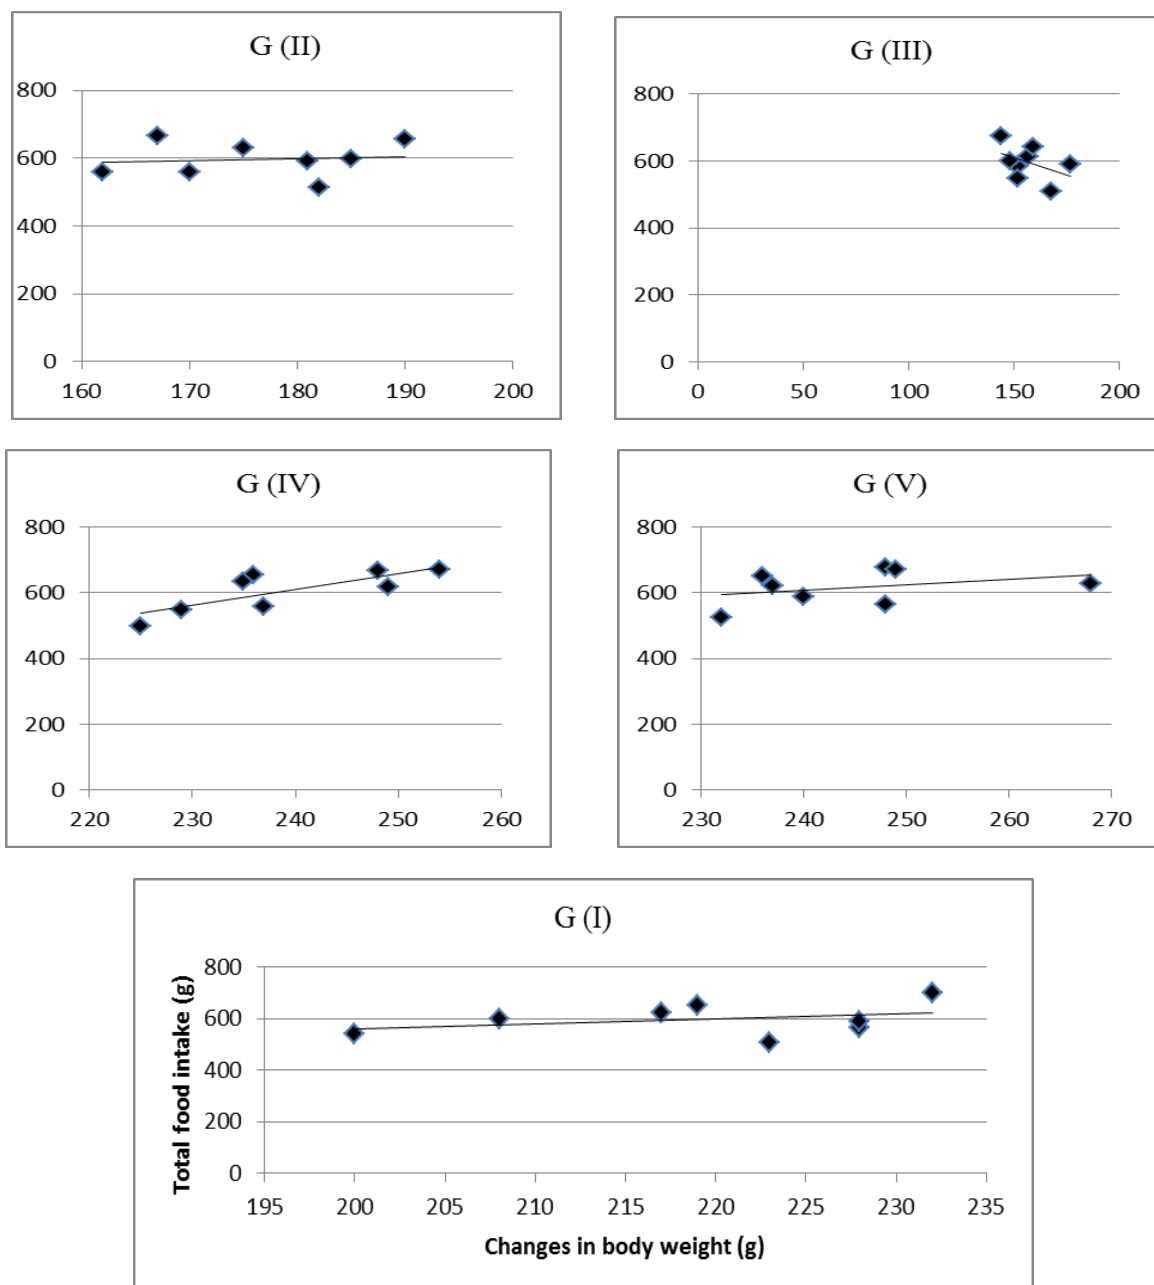 G (II)
800
600
400
200
0
160 170 180 190 200
G (III)
800
600
400
200
0
0 50 100 150 200
G (IV)
800
600
400
200
0
220 230 240 250 260
G (V)
800
600
400
200
0
230 240 250 260 270
G (I)
Total food intake (g)
800
600
400
200
0
195 200 205 210 215 220 225 230 235
Changes in body weight (g)